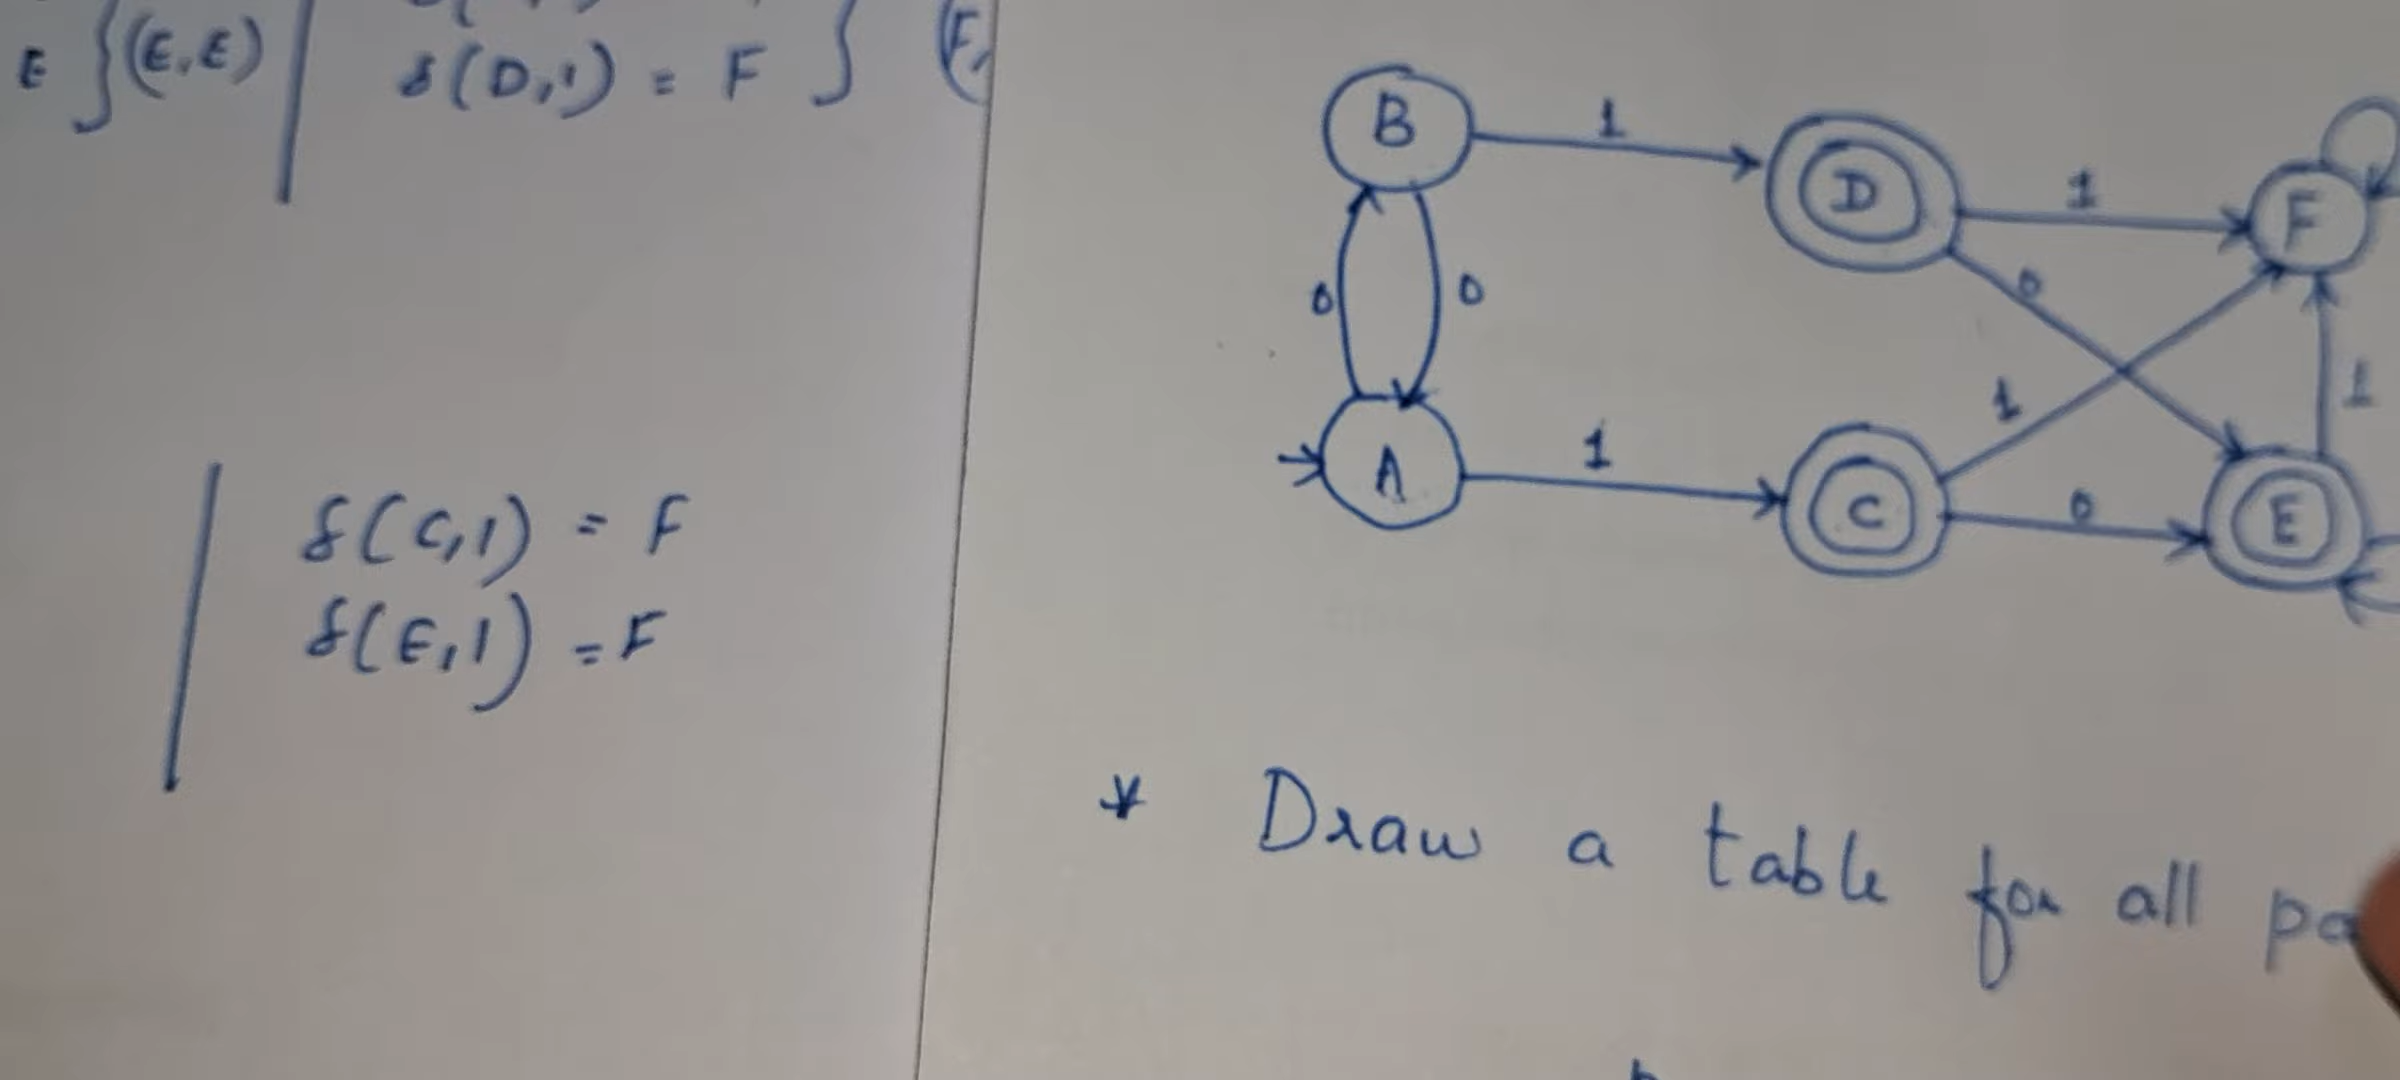 E } (E,E)
δ(D,1) = F } (F,
δ(C,1) = F
δ(E,1) = F
B 1 D 1 F
0 0 0
1 1
A 1 C 0 E
* Draw a table for all